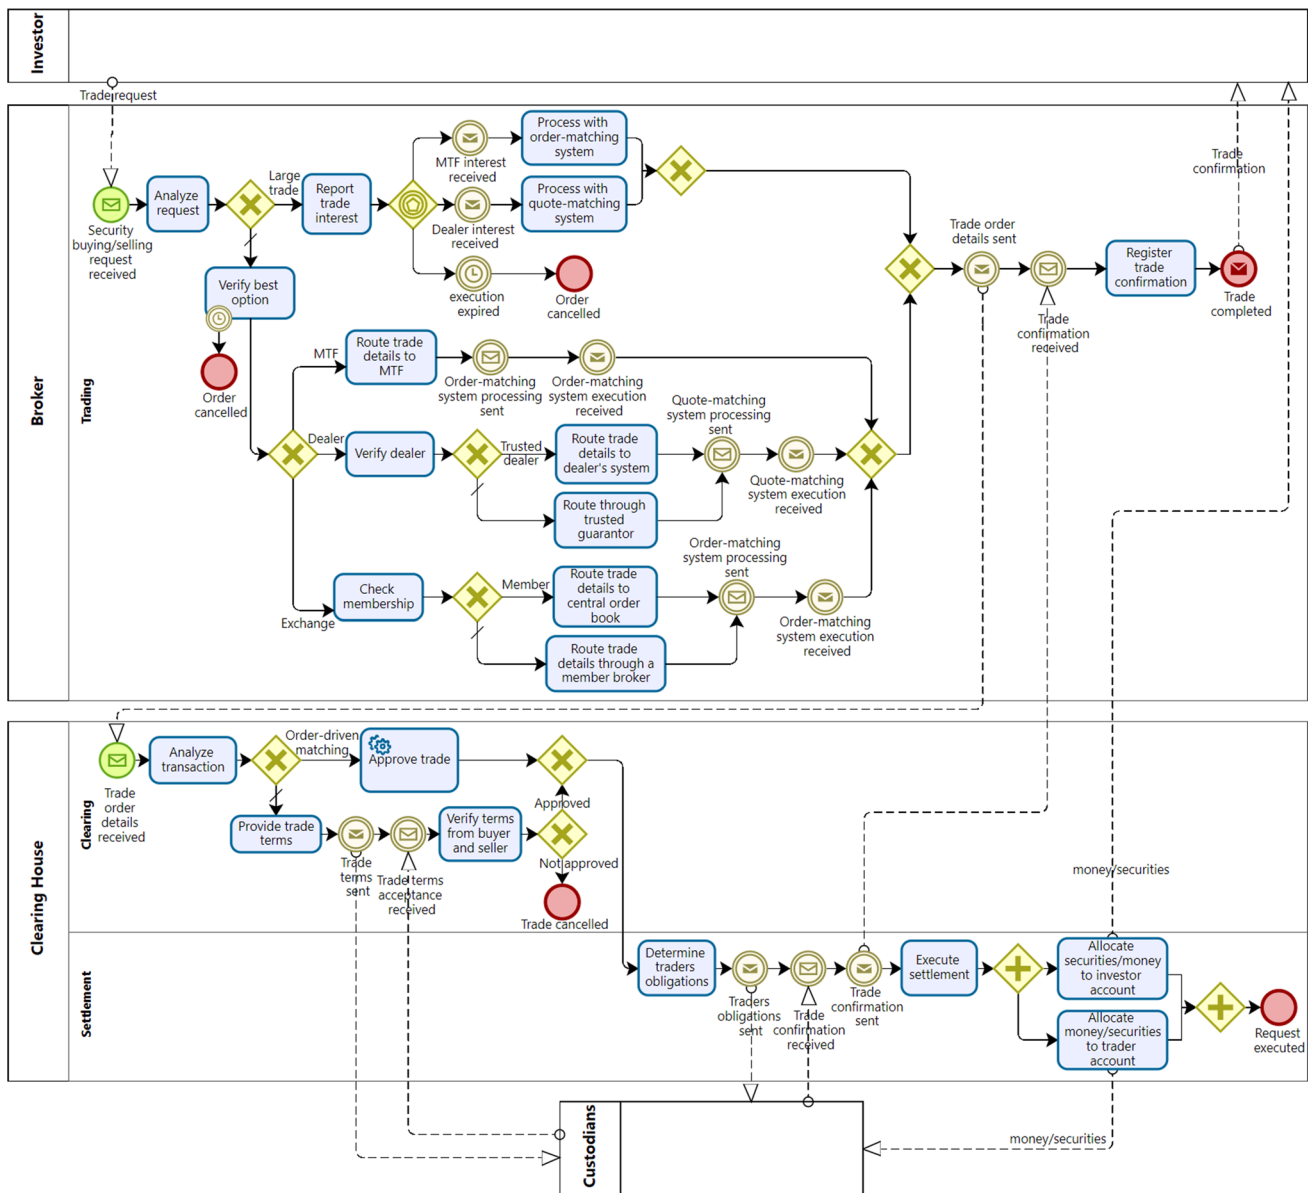 Investor
Trade request
Broker
Trading
Security
buying/selling
request
received
Analyze
request
Large
trade
Report
trade
interest
MTF interest
received
Process with
order-matching
system
Dealer interest
received
Process with
quote-matching
system
execution
expired
Order
cancelled
Verify best
option
Order
cancelled
MTF
Route trade
details to
MTF
Order-matching
system processing
sent
Order-matching
system execution
received
Dealer
Verify dealer
Trusted
dealer
Route trade
details to
dealer's system
Quote-matching
system processing
sent
Quote-matching
system execution
received
Route through
trusted
guarantor
Exchange
Check
membership
Member
Route trade
details to
central order
book
Order-matching
system processing
sent
Order-matching
system execution
received
Route trade
details through a
member broker
Trade order
details sent
Trade
confirmation
received
Register
trade
confirmation
Trade
completed
Trade
confirmation
Clearing House
Clearing
Trade
order
details
received
Analyze
transaction
Order-driven
matching
Approve trade
Provide trade
terms
Trade
terms
sent
Trade terms
acceptance
received
Verify terms
from buyer
and seller
Approved
Not approved
Trade cancelled
Settlement
Determine
traders
obligations
Traders
obligations
sent
Trade
confirmation
received
Trade
confirmation
sent
Execute
settlement
money/securities
Allocate
securities/money
to investor
account
Allocate
money/securities
to trader
account
Request
executed
money/securities
Custodians